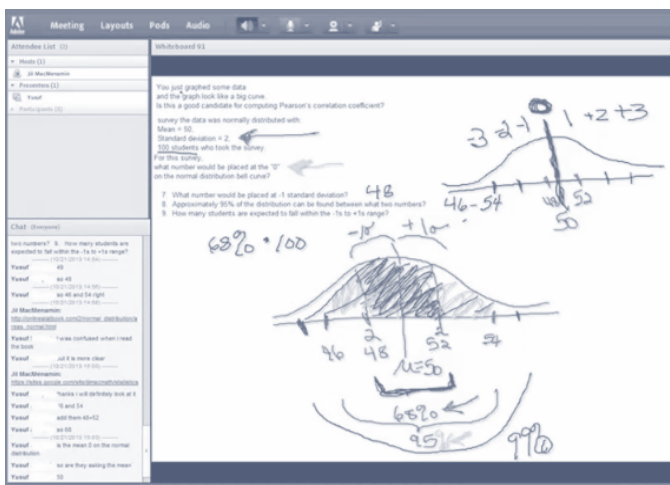 Adobe
Meeting Layouts Pods Audio
Attendee List (2)
Hosts (1)
Jill MacMenamin
Presenters (1)
Yusuf
Participants (0)
Whiteboard 91
You just graphed some data
and the graph look like a big curve.
Is this a good candidate for computing Pearson's correlation coefficient?
survey the data was normally distributed with:
Mean = 50,
Standard deviation = 2,
100 students who took the survey.
For this survey,
what number would be placed at the "0"
on the normal distribution bell curve?
7. What number would be placed at -1 standard deviation? 48
8. Approximately 95% of the distribution can be found between what two numbers?
9. How many students are expected to fall within the -1s to +1s range?
-3 -2 -1 0 1 +2 +3
46 - 54 48 52
50
68% • 100
46 48 52 54
2 2
μ=50
68%
95
99%
Chat (Everyone)
two numbers? 9. How many students are
expected to fall within the -1s to +1s range?
Yusuf
Yusuf so 48
Yusuf so 46 and 54 right
Jill MacMenamin:
Yusuf I was confused when I read
the book
Yusuf but it is more clear
Jill MacMenamin:
Yusuf thanks I will definitely look at it
Yusuf and 54
Yusuf add them 48+52
Yusuf so 68
Yusuf is the mean 0 on the normal
distribution
Yusuf so are they asking the mean
Yusuf 50